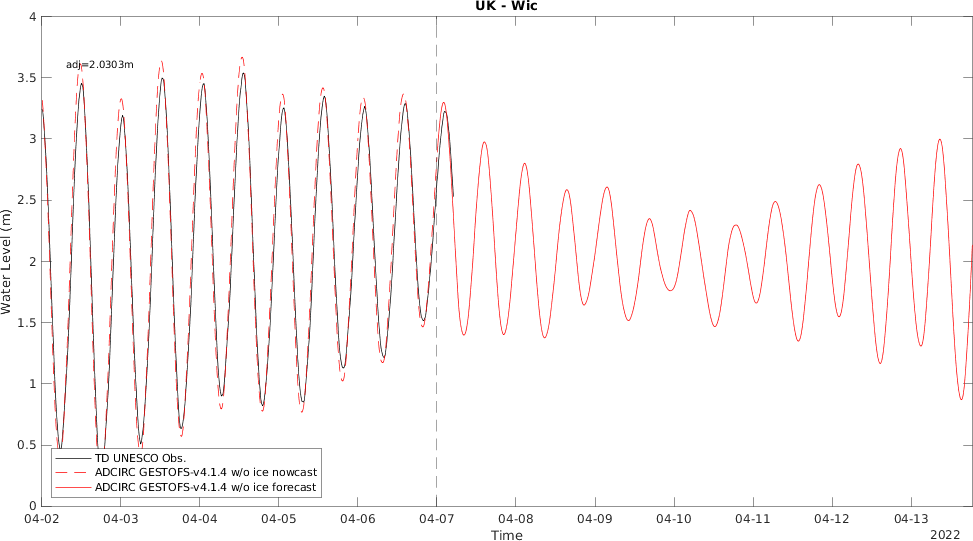 UK - Wic
4
adj=2.0303m
3.5
3
2.5
2
1.5
1
0.5
0
Water Level (m)
TD UNESCO Obs.
ADCIRC GESTOFS-v4.1.4 w/o ice nowcast
ADCIRC GESTOFS-v4.1.4 w/o ice forecast
04-02 04-03 04-04 04-05 04-06 04-07 04-08 04-09 04-10 04-11 04-12 04-13
Time
2022